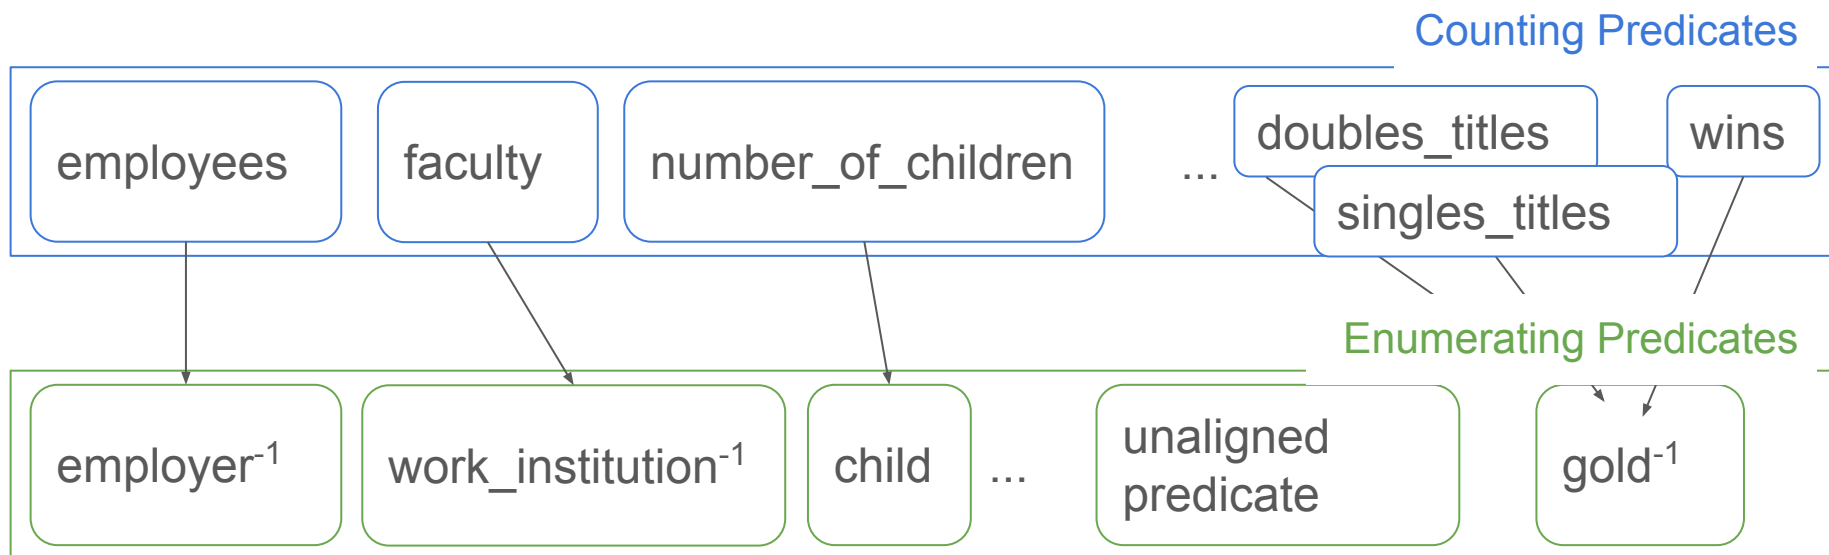 Counting Predicates
employees
faculty
number_of_children
...
doubles_titles
singles_titles
wins
Enumerating Predicates
employer⁻¹
work_institution⁻¹
child
...
unaligned
predicate
gold⁻¹